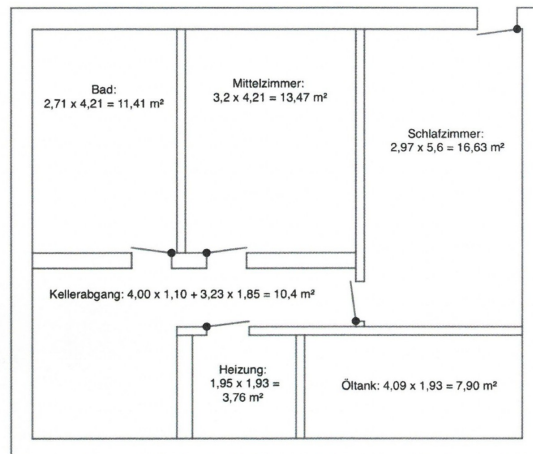 Bad:
2,71 x 4,21 = 11,41 m²
Mittelzimmer:
3,2 x 4,21 = 13,47 m²
Schlafzimmer:
2,97 x 5,6 = 16,63 m²
Kellerabgang: 4,00 x 1,10 + 3,23 x 1,85 = 10,4 m²
Heizung:
1,95 x 1,93 =
3,76 m²
Öltank: 4,09 x 1,93 = 7,90 m²